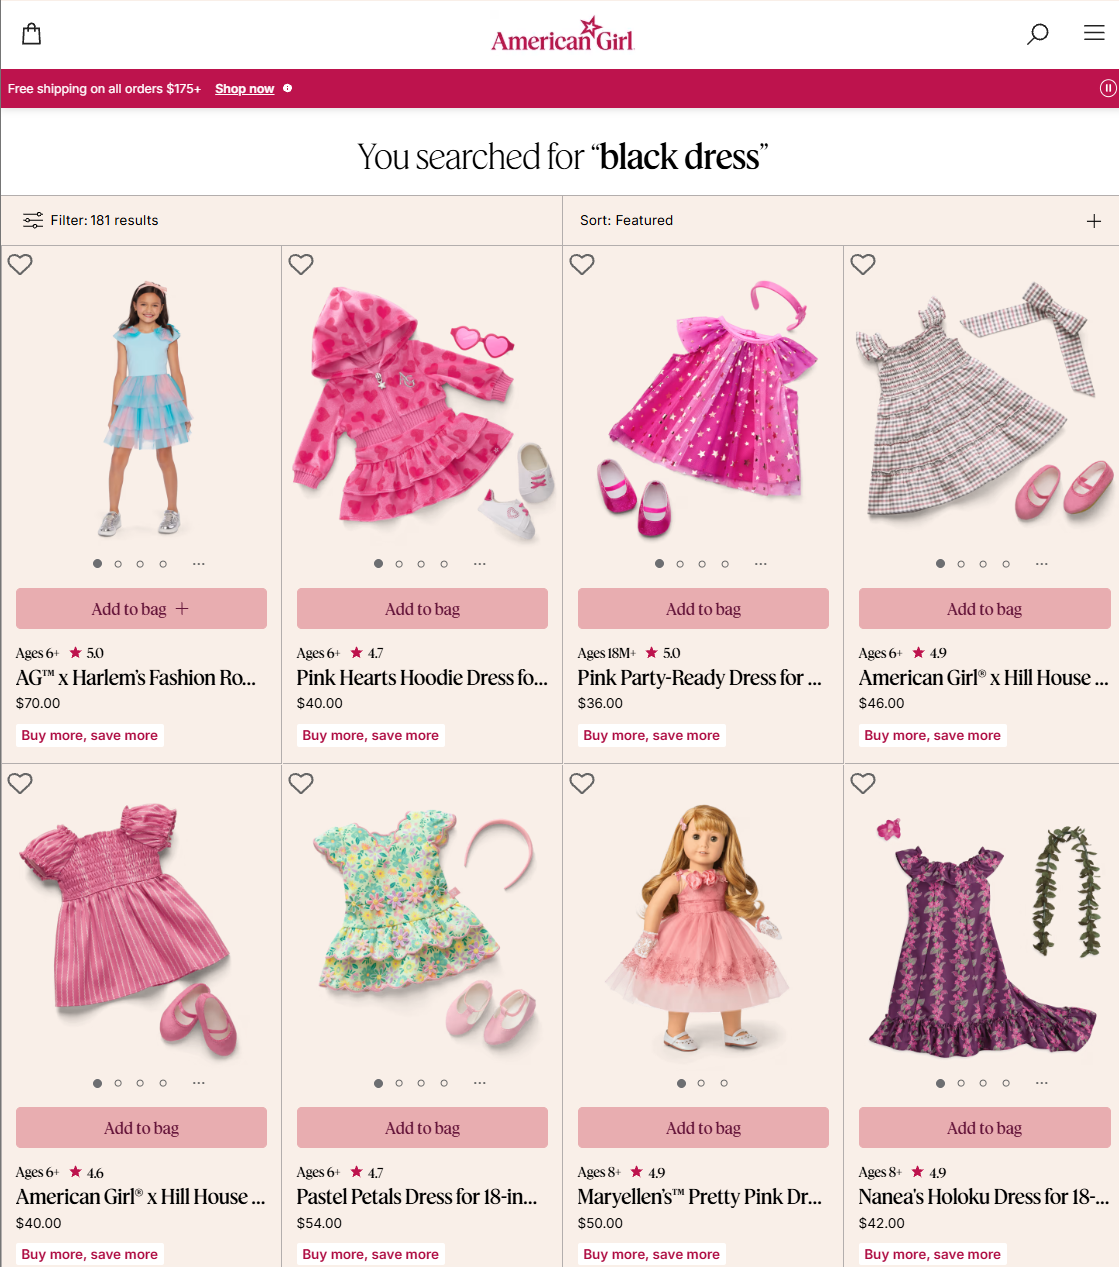 American Girl
Free shipping on all orders $175+ Shop now
You searched for “black dress”
Filter: 181 results
Sort: Featured
Add to bag
Add to bag
Add to bag
Add to bag
Ages 6+ 5.0
Ages 6+ 4.7
Ages 18M+ 5.0
Ages 6+ 4.9
AG™ x Harlem's Fashion Ro...
Pink Hearts Hoodie Dress fo...
Pink Party-Ready Dress for ...
American Girl® x Hill House ...
$70.00
$40.00
$36.00
$46.00
Buy more, save more
Buy more, save more
Buy more, save more
Buy more, save more
Add to bag
Add to bag
Add to bag
Add to bag
Ages 6+ 4.6
Ages 6+ 4.7
Ages 8+ 4.9
Ages 8+ 4.9
American Girl® x Hill House ...
Pastel Petals Dress for 18-in...
Maryellen's™ Pretty Pink Dr...
Nanea's Holoku Dress for 18-...
$40.00
$54.00
$50.00
$42.00
Buy more, save more
Buy more, save more
Buy more, save more
Buy more, save more